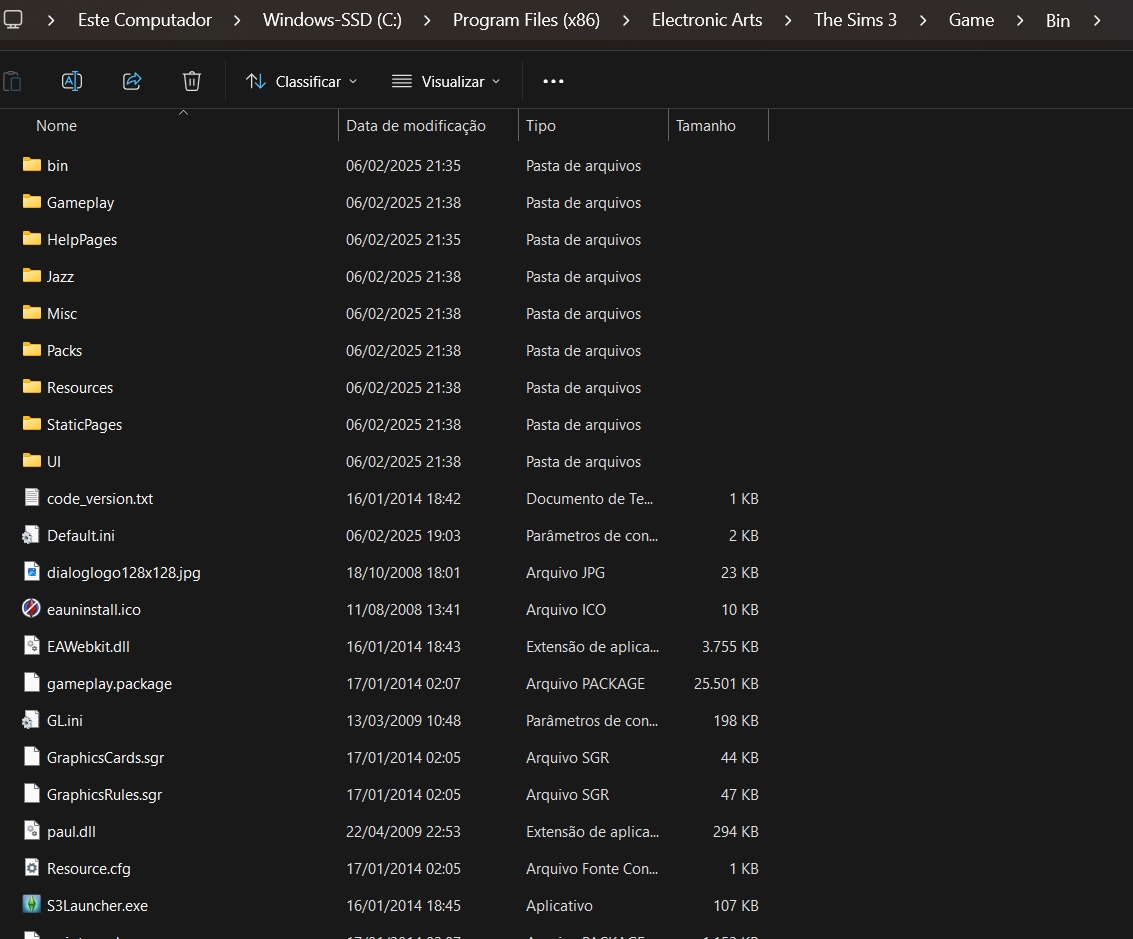 Este Computador > Windows-SSD (C:) > Program Files (x86) > Electronic Arts > The Sims 3 > Game > Bin >
Classificar Visualizar
Nome Data de modificação Tipo Tamanho
bin 06/02/2025 21:35 Pasta de arquivos
Gameplay 06/02/2025 21:38 Pasta de arquivos
HelpPages 06/02/2025 21:35 Pasta de arquivos
Jazz 06/02/2025 21:38 Pasta de arquivos
Misc 06/02/2025 21:38 Pasta de arquivos
Packs 06/02/2025 21:38 Pasta de arquivos
Resources 06/02/2025 21:38 Pasta de arquivos
StaticPages 06/02/2025 21:38 Pasta de arquivos
UI 06/02/2025 21:38 Pasta de arquivos
code_version.txt 16/01/2014 18:42 Documento de Te... 1 KB
Default.ini 06/02/2025 19:03 Parâmetros de con... 2 KB
dialoglogo128x128.jpg 18/10/2008 18:01 Arquivo JPG 23 KB
eauninstall.ico 11/08/2008 13:41 Arquivo ICO 10 KB
EAWebkit.dll 16/01/2014 18:43 Extensão de aplica... 3.755 KB
gameplay.package 17/01/2014 02:07 Arquivo PACKAGE 25.501 KB
GL.ini 13/03/2009 10:48 Parâmetros de con... 198 KB
GraphicsCards.sgr 17/01/2014 02:05 Arquivo SGR 44 KB
GraphicsRules.sgr 17/01/2014 02:05 Arquivo SGR 47 KB
paul.dll 22/04/2009 22:53 Extensão de aplica... 294 KB
Resource.cfg 17/01/2014 02:05 Arquivo Fonte Con... 1 KB
S3Launcher.exe 16/01/2014 18:45 Aplicativo 107 KB